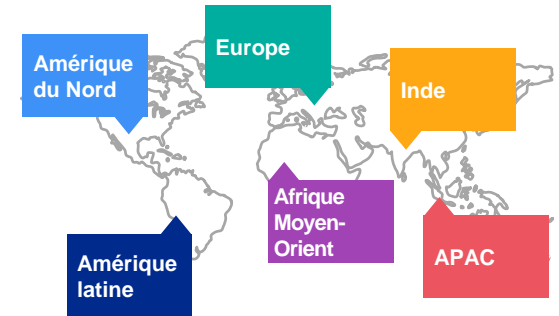 Amérique
du Nord
Europe
Inde
Afrique
Moyen-
Orient
Amérique
latine
APAC